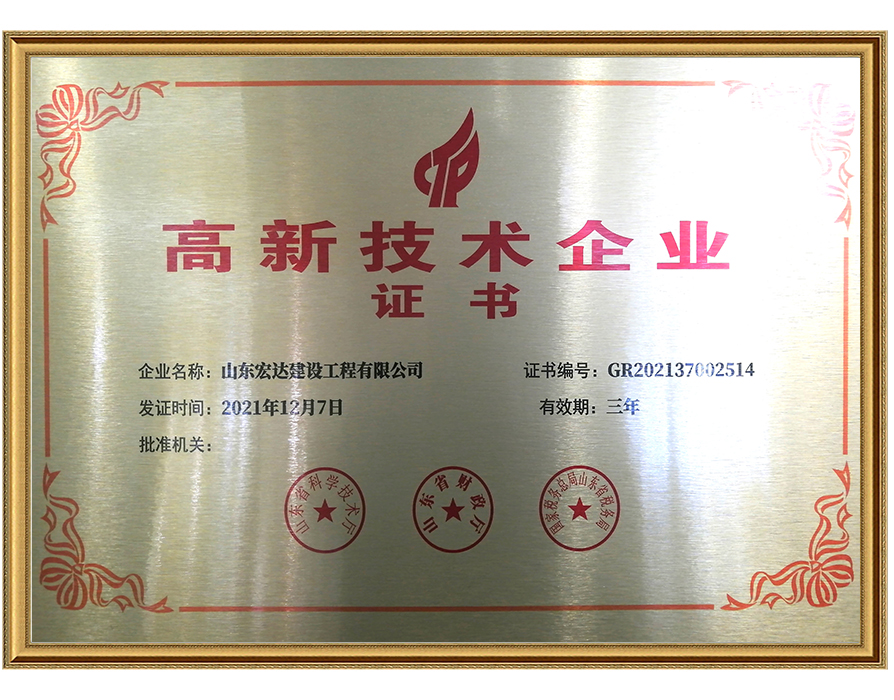 CTP
高新技术企业
证书
企业名称：山东宏达建设工程有限公司
证书编号：GR202137002514
发证时间：2021年12月7日
有效期：三年
批准机关：
山东省科学技术厅
山东省财政厅
国家税务总局山东省税务局